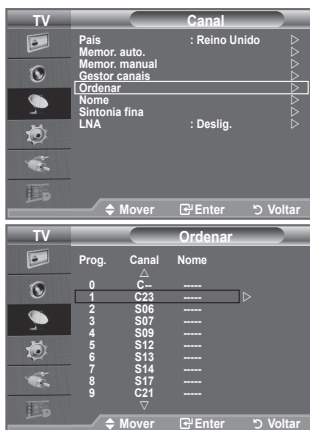 TV Canal
País : Reino Unido
Memor. auto.
Memor. manual
Gestor canais
Ordenar
Nome
Sintonia fina
LNA : Deslig.
Mover Enter Voltar
TV Ordenar
Prog. Canal Nome
0 C-- -----
1 C23 -----
2 S06 -----
3 S07 -----
4 S09 -----
5 S12 -----
6 S13 -----
7 S14 -----
8 S17 -----
9 C21 -----
Mover Enter Voltar